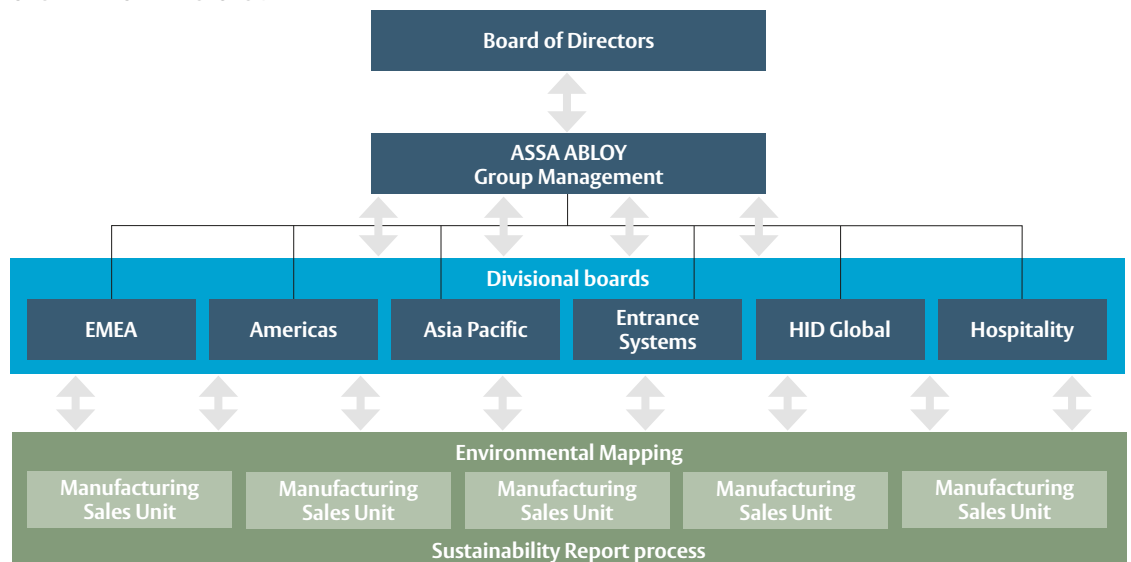 Board of Directors
ASSA ABLOY
Group Management
Divisional boards
EMEA
Americas
Asia Pacific
Entrance
Systems
HID Global
Hospitality
Environmental Mapping
Manufacturing
Sales Unit
Manufacturing
Sales Unit
Manufacturing
Sales Unit
Manufacturing
Sales Unit
Manufacturing
Sales Unit
Sustainability Report process